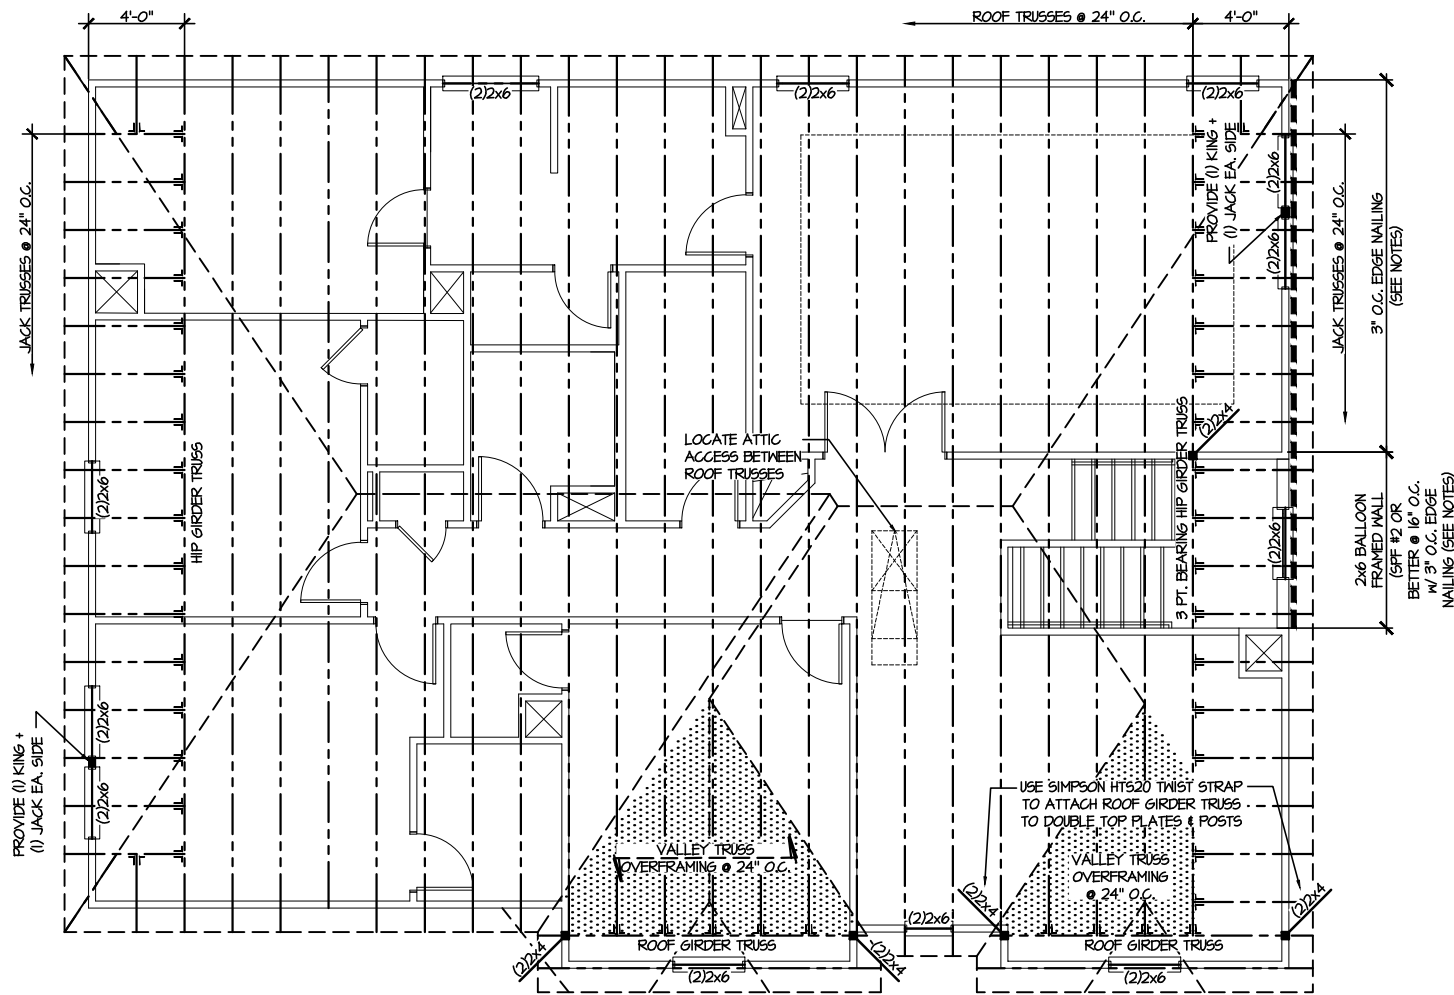 4'-0"
ROOF TRUSSES @ 24" O.C.
4'-0"
(2)2x6
(2)2x6
(2)2x6
PROVIDE (1) KING +
(1) JACK EA. SIDE
(2)2x6
(2)2x6
JACK TRUSSES @ 24" O.C.
JACK TRUSSES @ 24" O.C.
3" O.C. EDGE NAILING
(SEE NOTES)
LOCATE ATTIC
ACCESS BETWEEN
ROOF TRUSSES
(2)2x4
HIP GIRDER TRUSS
3 PT. BEARING HIP GIRDER TRUSS
(2)2x6
(2)2x6
2x6 BALLOON
FRAMED WALL
(SPF #2 OR
BETTER @ 16" O.C.
W/ 3" O.C. EDGE
NAILING (SEE NOTES)
(2)2x6
(2)2x6
PROVIDE (1) KING +
(1) JACK EA. SIDE
USE SIMPSON HTS20 TWIST STRAP
TO ATTACH ROOF GIRDER TRUSS
TO DOUBLE TOP PLATES & POSTS
VALLEY TRUSS
OVERFRAMING @ 24" O.C.
VALLEY TRUSS
OVERFRAMING
@ 24" O.C.
(2)2x4
(2)2x4
(2)2x6
ROOF GIRDER TRUSS
ROOF GIRDER TRUSS
(2)2x4
(2)2x4
(2)2x6
(2)2x6